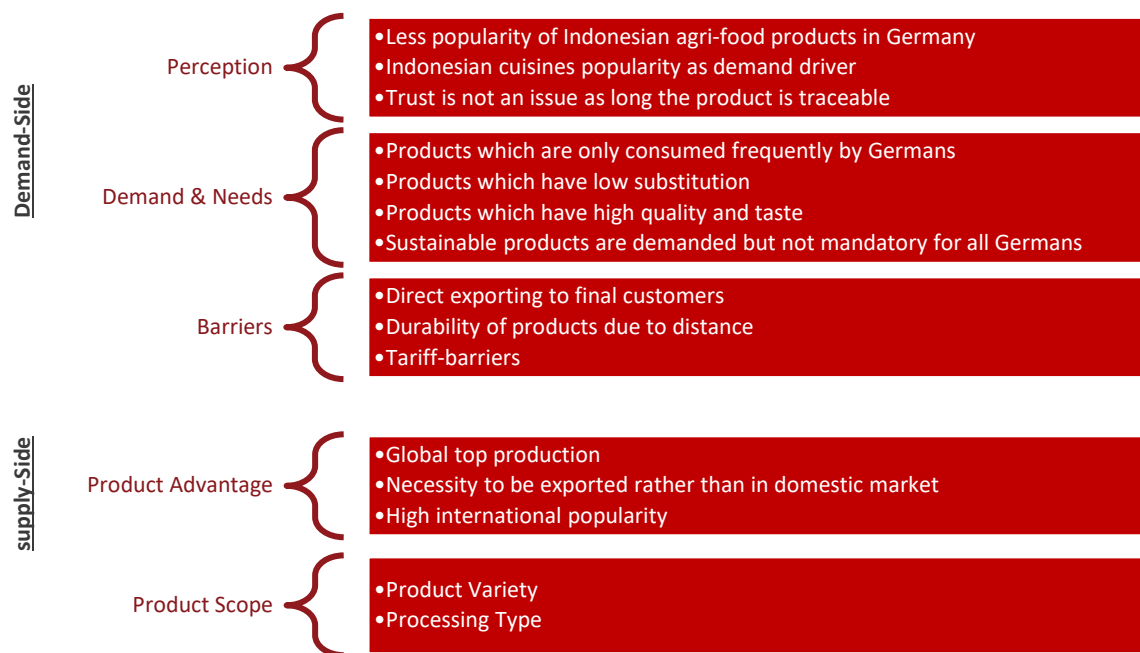 Demand-Side
Perception
•Less popularity of Indonesian agri-food products in Germany
•Indonesian cuisines popularity as demand driver
•Trust is not an issue as long the product is traceable
Demand & Needs
•Products which are only consumed frequently by Germans
•Products which have low substitution
•Products which have high quality and taste
•Sustainable products are demanded but not mandatory for all Germans
Barriers
•Direct exporting to final customers
•Durability of products due to distance
•Tariff-barriers
supply-Side
Product Advantage
•Global top production
•Necessity to be exported rather than in domestic market
•High international popularity
Product Scope
•Product Variety
•Processing Type